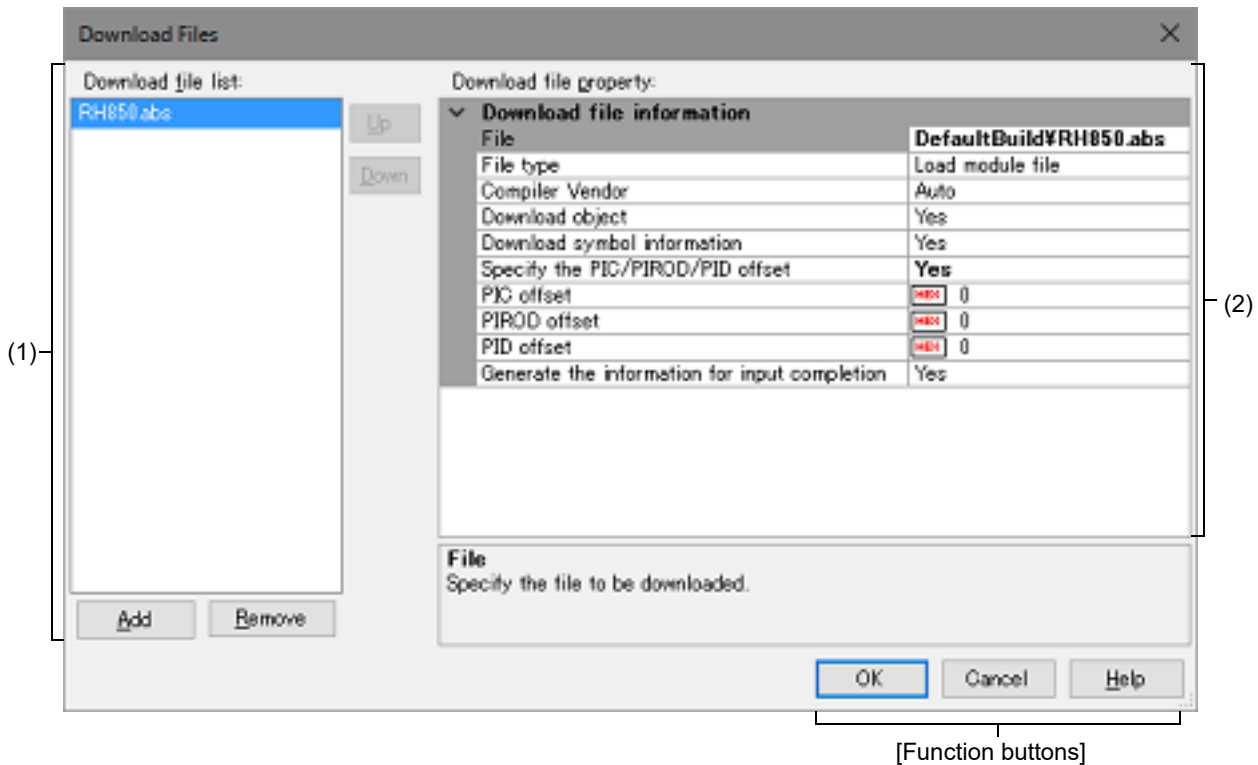 Download Files
Download file list:
RH850.abs
Up
Down
Add
Remove
Download file property:
Download file information
File DefaultBuild¥RH850.abs
File type Load module file
Compiler Vendor Auto
Download object Yes
Download symbol information Yes
Specify the PIC/PIROD/PID offset Yes
PIC offset HEX 0
PIROD offset HEX 0
PID offset HEX 0
Generate the information for input completion Yes
File
Specify the file to be downloaded.
OK Cancel Help
(1)
(2)
[Function buttons]